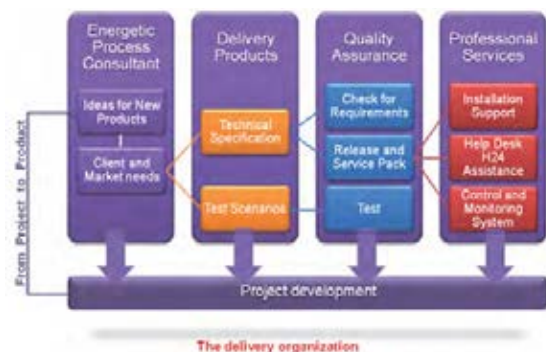 Energetic
Process
Consultant
Ideas for New
Products
Client and
Market needs
Delivery
Products
Technical
Specification
Test Scenarios
Quality
Assurance
Check for
Requirements
Release and
Service Pack
Test
Professional
Services
Installation
Support
Help Desk
H24
Assistance
Control and
Monitoring
System
From Project to Product
Project development
The delivery organization